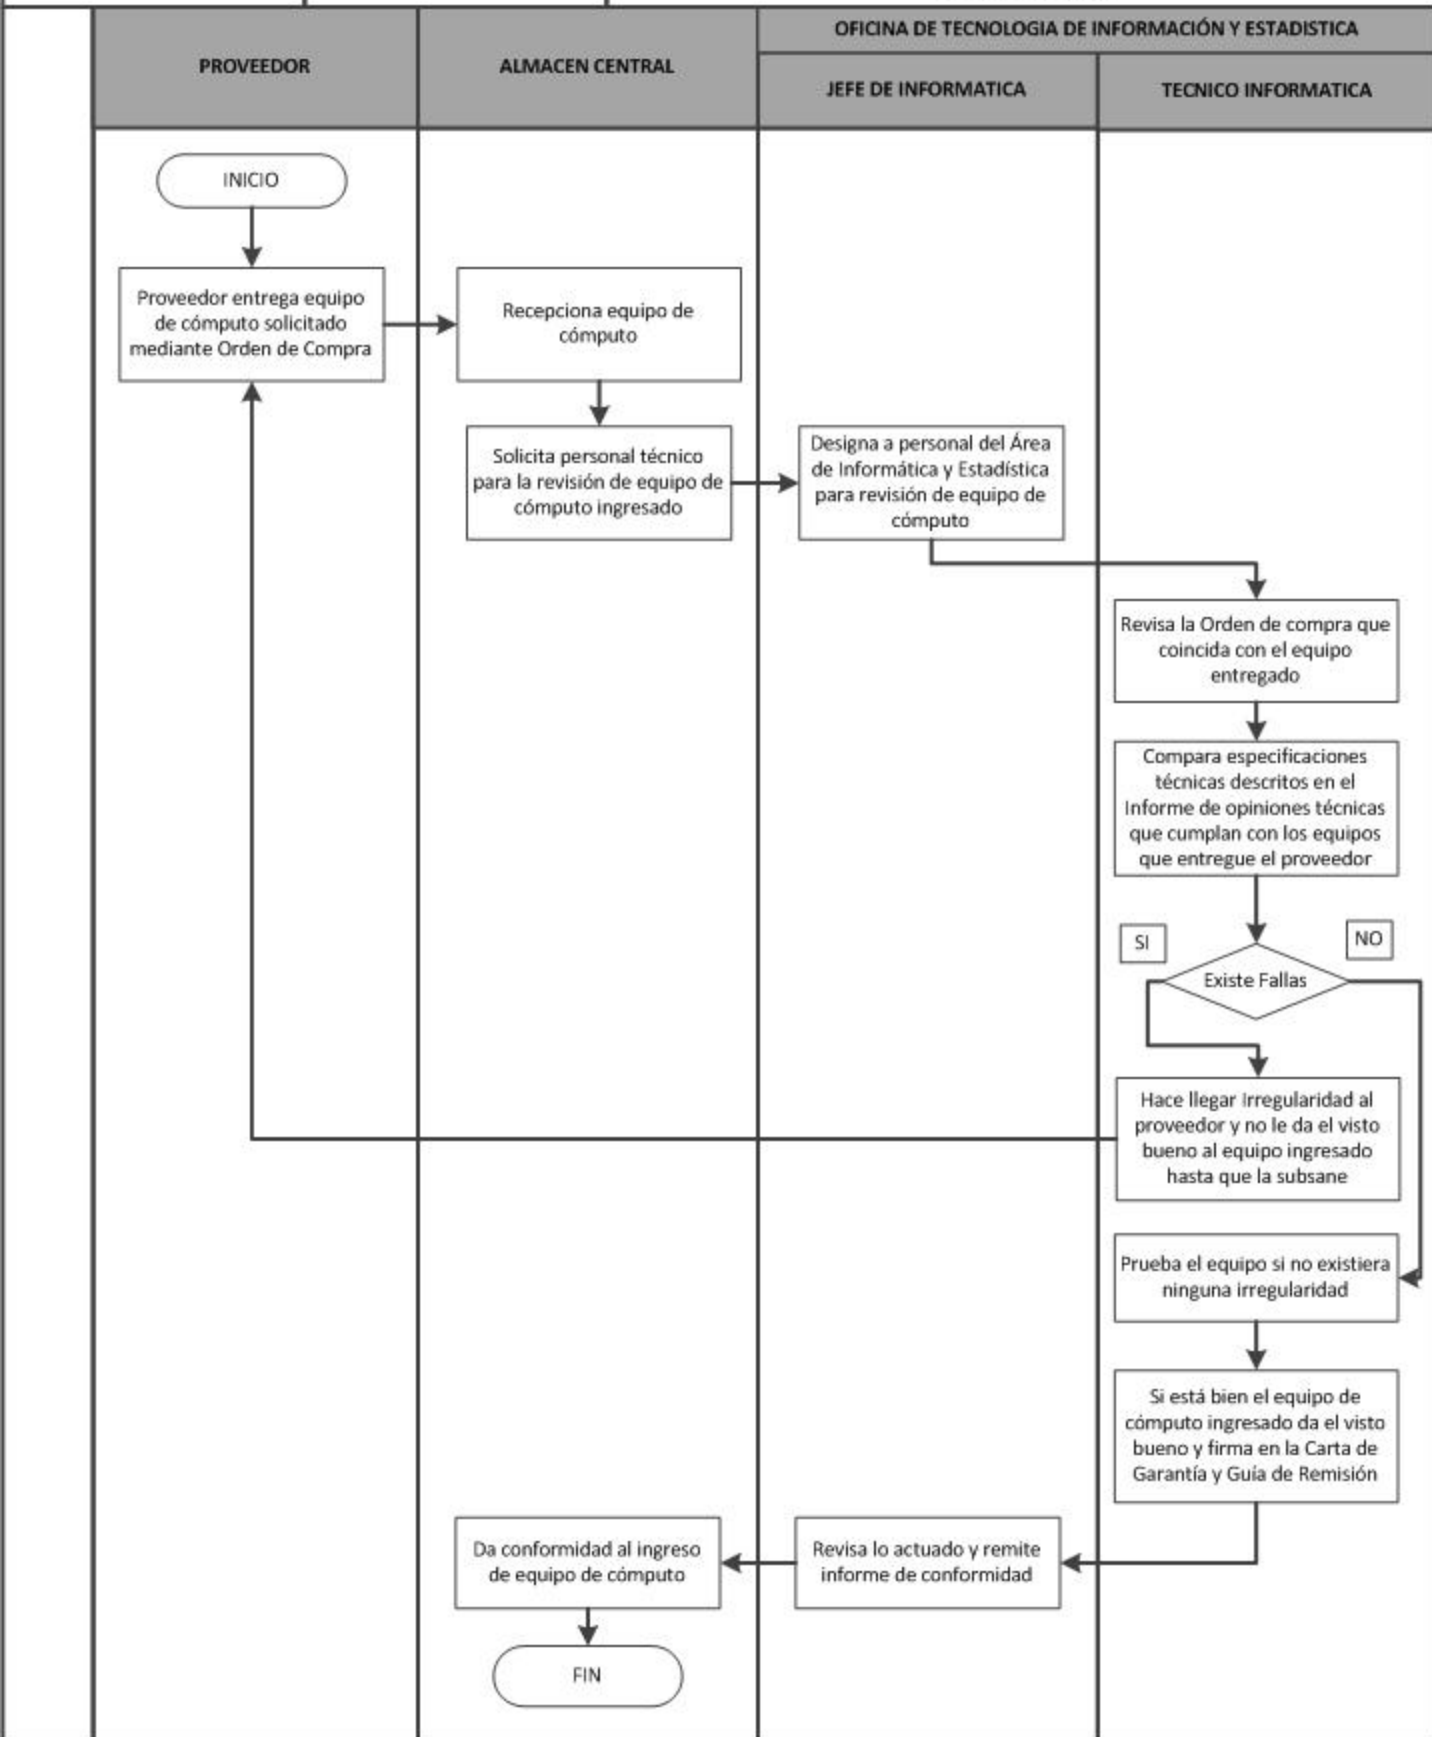 OFICINA DE TECNOLOGIA DE INFORMACIÓN Y ESTADISTICA
PROVEEDOR
ALMACEN CENTRAL
JEFE DE INFORMATICA
TECNICO INFORMATICA
INICIO
Proveedor entrega equipo
de cómputo solicitado
mediante Orden de Compra
Recepciona equipo de
cómputo
Solicita personal técnico
para la revisión de equipo de
cómputo ingresado
Designa a personal del Área
de Informática y Estadística
para revisión de equipo de
cómputo
Revisa la Orden de compra que
coincida con el equipo
entregado
Compara especificaciones
técnicas descritos en el
Informe de opiniones técnicas
que cumplan con los equipos
que entregue el proveedor
SI
NO
Existe Fallas
Hace llegar Irregularidad al
proveedor y no le da el visto
bueno al equipo ingresado
hasta que la subsane
Prueba el equipo si no existiera
ninguna irregularidad
Si está bien el equipo de
cómputo ingresado da el visto
bueno y firma en la Carta de
Garantía y Guía de Remisión
Revisa lo actuado y remite
informe de conformidad
Da conformidad al ingreso
de equipo de cómputo
FIN